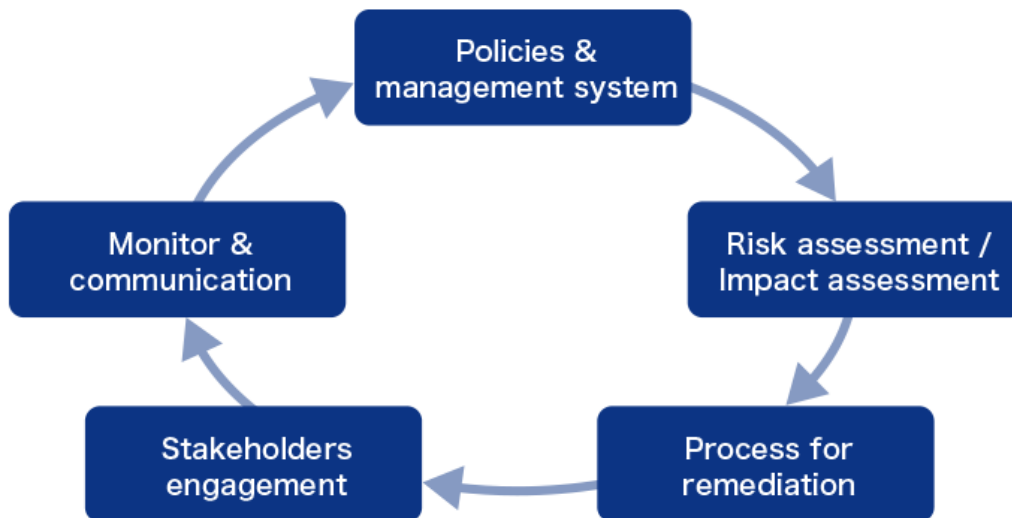 Policies &
management system
Risk assessment /
Impact assessment
Process for
remediation
Stakeholders
engagement
Monitor &
communication